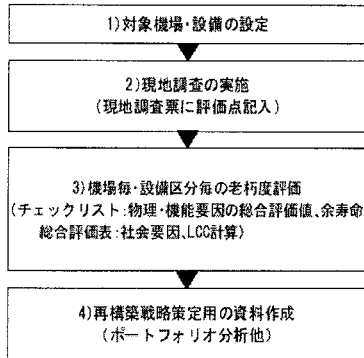 1)対象機場・設備の設定
2)現地調査の実施
(現地調査票に評価点記入)
3)機場毎・設備区分毎の老朽度評価
(チェックリスト:物理・機能要因の総合評価値、余寿命
総合評価表:社会要因、LCC計算)
4)再構築戦略策定用の資料作成
(ポートフォリオ分析他)